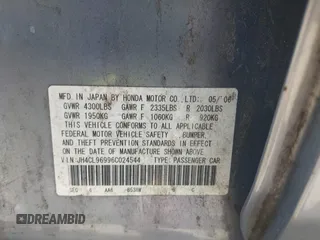 MFD IN JAPAN BY HONDA MOTOR CO. LTD. 05/06
GVWR 4300LBS GAWR F 2335LBS R 2030LBS
GVWR 1950KG GAWR F 1060KG R 920KG
THIS VEHICLE CONFORMS TO ALL APPLICABLE
FEDERAL MOTOR VEHICLE SAFETY, BUMPER,
AND THEFT PREVENTION STANDARDS IN EFFECT
ON THE DATE OF MANUFACTURE SHOWN ABOVE.
VIN JH4CL96996C024544 TYPE: PASSENGER CAR
DREAMBID